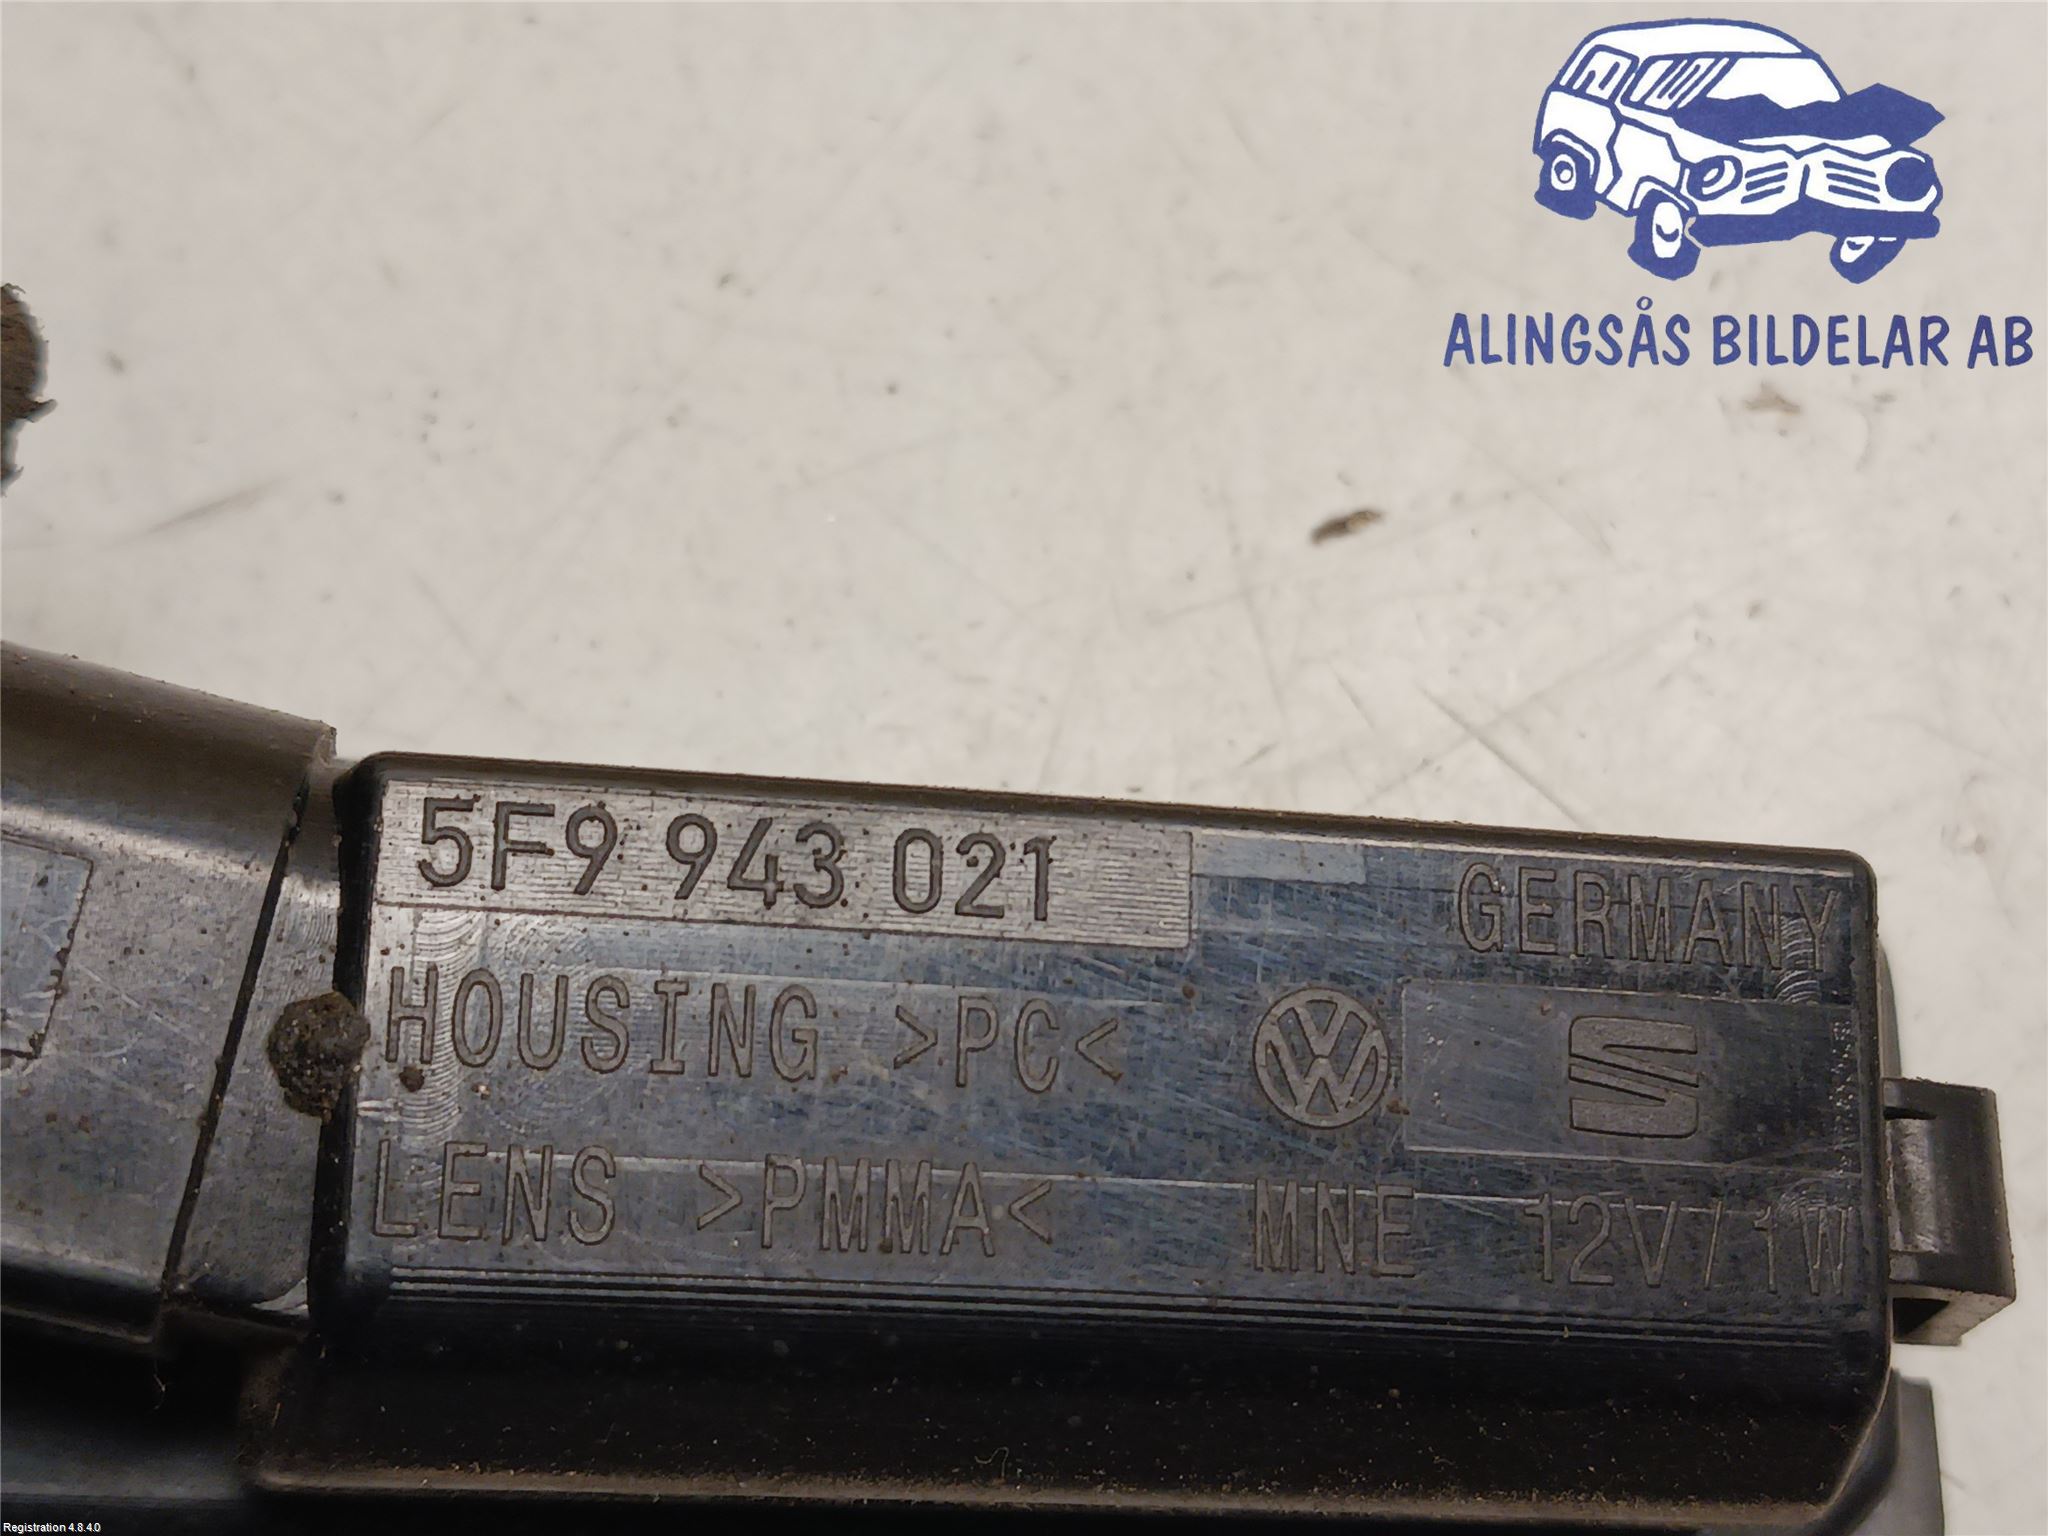 ALINGSÅS BILDELAR AB
5F9 943 021
GERMANY
HOUSING >PC<
LENS >PMMA<
MNE 12V/1W
Registration 4.8.4.0